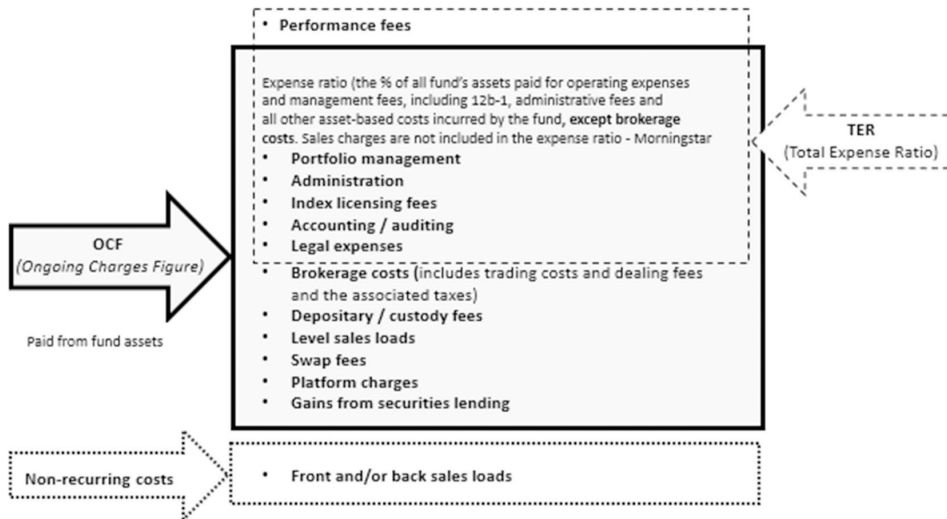 • Performance fees
Expense ratio (the % of all fund's assets paid for operating expenses
and management fees, including 12b-1, administrative fees and
all other asset-based costs incurred by the fund, except brokerage
costs. Sales charges are not included in the expense ratio - Morningstar
• Portfolio management
• Administration
• Index licensing fees
• Accounting / auditing
• Legal expenses
• Brokerage costs (includes trading costs and dealing fees
and the associated taxes)
• Depositary / custody fees
• Level sales loads
• Swap fees
• Platform charges
• Gains from securities lending
TER
(Total Expense Ratio)
OCF
(Ongoing Charges Figure)
Paid from fund assets
Non-recurring costs
• Front and/or back sales loads